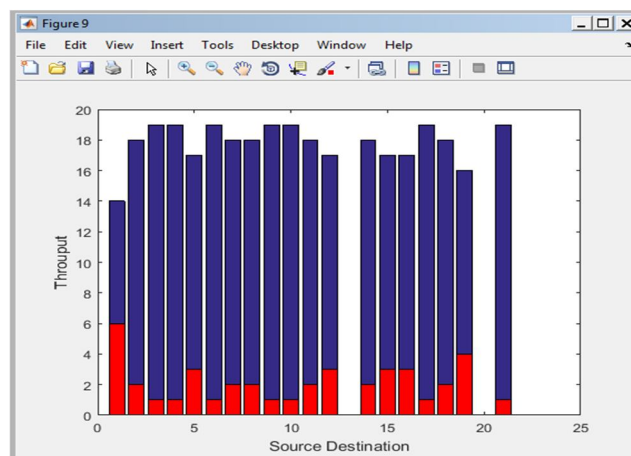 Figure 9
File Edit View Insert Tools Desktop Window Help
20
18
16
14
12
10
8
6
4
2
0
Throuput
0 5 10 15 20 25
Source Destination